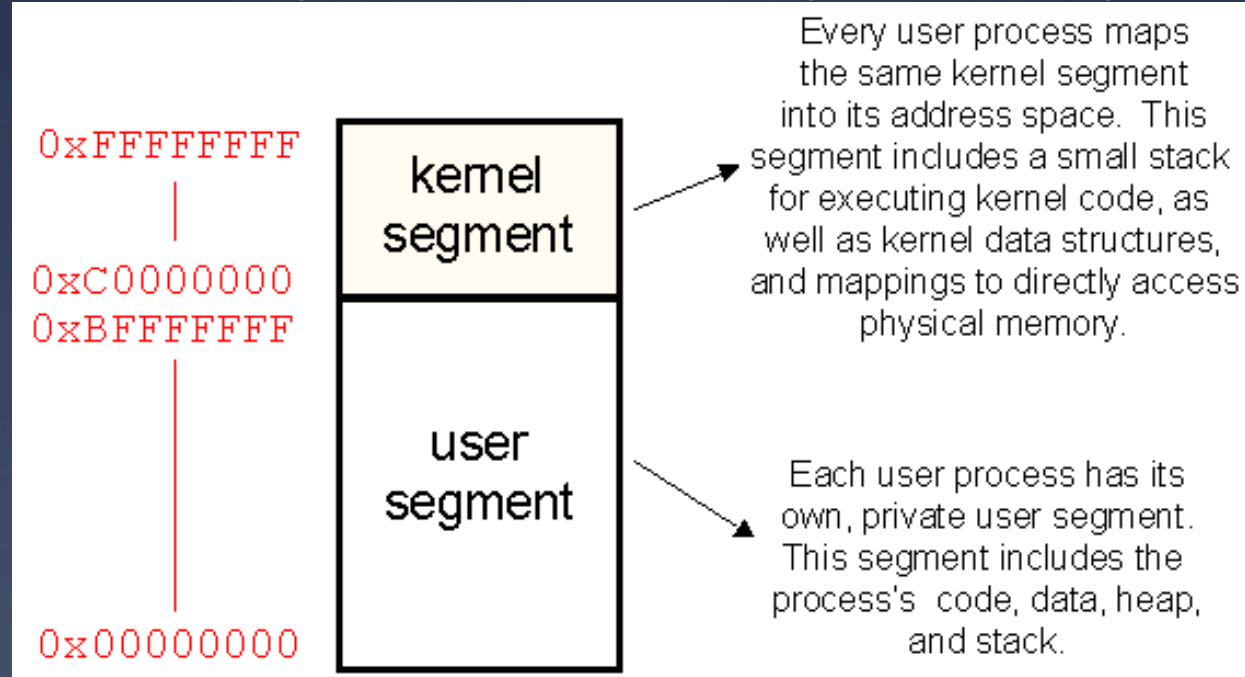 0xFFFFFFFF
0xC0000000
0xBFFFFFFF
0x00000000
kernel
segment
user
segment
Every user process maps
the same kernel segment
into its address space. This
segment includes a small stack
for executing kernel code, as
well as kernel data structures,
and mappings to directly access
physical memory.
Each user process has its
own, private user segment.
This segment includes the
process's code, data, heap,
and stack.